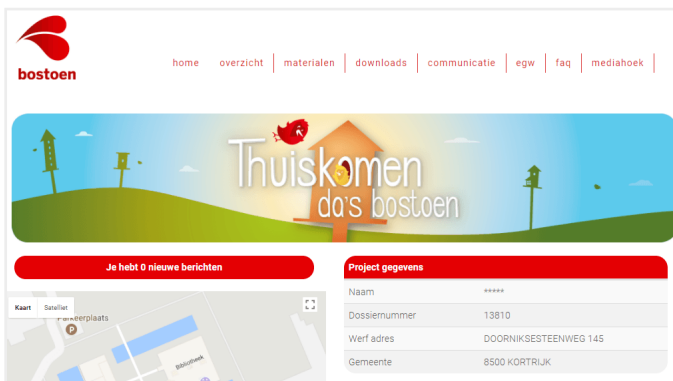 bostoen
home overzicht materialen downloads communicatie egw faq mediahoek
Thuiskomen
da's bostoen
Je hebt 0 nieuwe berichten
Kaart Satelliet
Parkeerplaats
P
Bibliotheek
Project gegevens
Naam *****
Dossiernummer 13810
Werf adres DOORNIKSESTEENWEG 145
Gemeente 8500 KORTRIJK